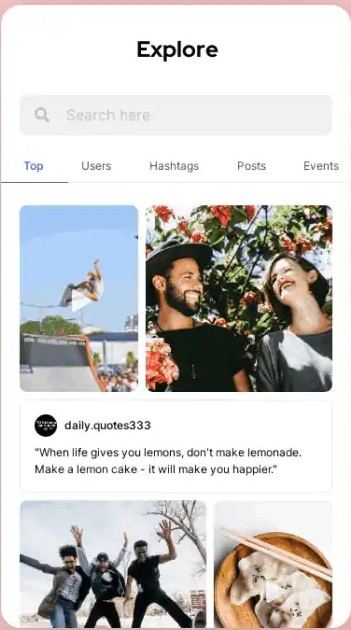 Explore
Search here
Top Users Hashtags Posts Events
daily.quotes333
"When life gives you lemons, don't make lemonade.
Make a lemon cake - it will make you happier."